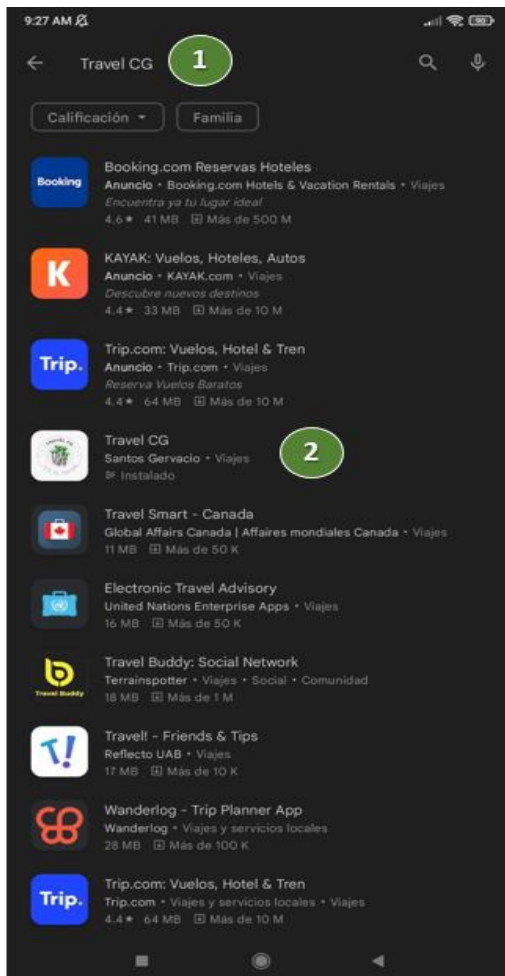 9:27 AM
90
Travel CG
1
Calificación
Familia
Booking
Booking.com Reservas Hoteles
Anuncio • Booking.com Hotels & Vacation Rentals • Viajes
Encuentra ya tu lugar ideal
4.6★ 41 MB Más de 500 M
K
KAYAK: Vuelos, Hoteles, Autos
Anuncio • KAYAK.com • Viajes
Descubre nuevos destinos
4.4★ 33 MB Más de 10 M
Trip.
Trip.com: Vuelos, Hotel & Tren
Anuncio • Trip.com • Viajes
Reserva Vuelos Baratos
4.4★ 64 MB Más de 10 M
Travel CG
Santos Gervacio • Viajes
Instalado
2
Travel Smart - Canada
Global Affairs Canada | Affaires mondiales Canada • Viajes
11 MB Más de 50 K
Electronic Travel Advisory
United Nations Enterprise Apps • Viajes
16 MB Más de 50 K
Travel Buddy
Travel Buddy: Social Network
Terrainspotter • Viajes • Social • Comunidad
18 MB Más de 1 M
T!
Travel! - Friends & Tips
Reflecto UAB • Viajes
17 MB Más de 10 K
Wanderlog - Trip Planner App
Wanderlog • Viajes y servicios locales
28 MB Más de 100 K
Trip.
Trip.com: Vuelos, Hotel & Tren
Trip.com • Viajes y servicios locales • Viajes
4.4★ 64 MB Más de 10 M